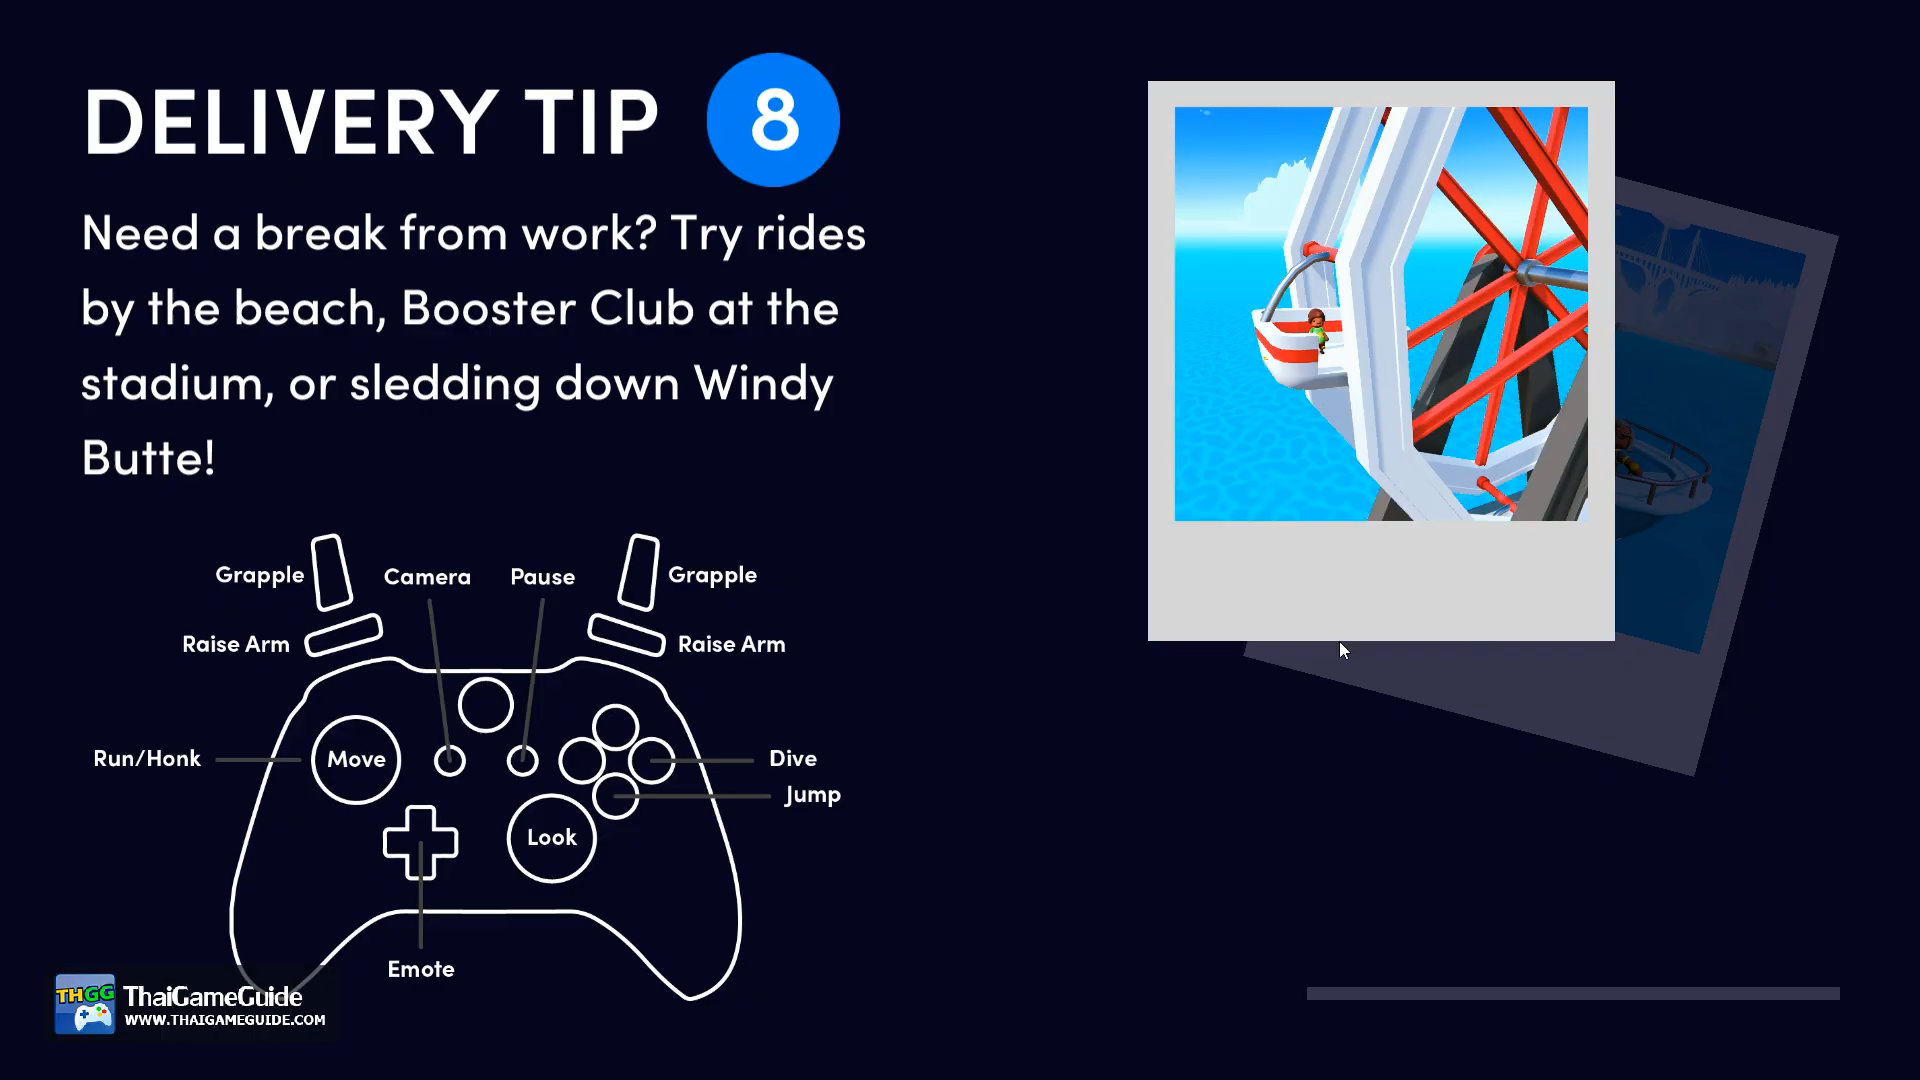 DELIVERY TIP 8
Need a break from work? Try rides
by the beach, Booster Club at the
stadium, or sledding down Windy
Butte!
Grapple Camera Pause Grapple
Raise Arm Raise Arm
Run/Honk Move Dive
Jump
Look
Emote
THGG ThaiGameGuide
WWW.THAIGAMEGUIDE.COM